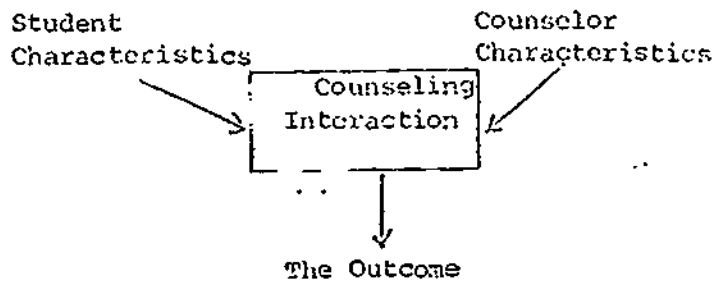 Student
Characteristics
Counselor
Characteristics
Counseling
Interaction
The Outcome